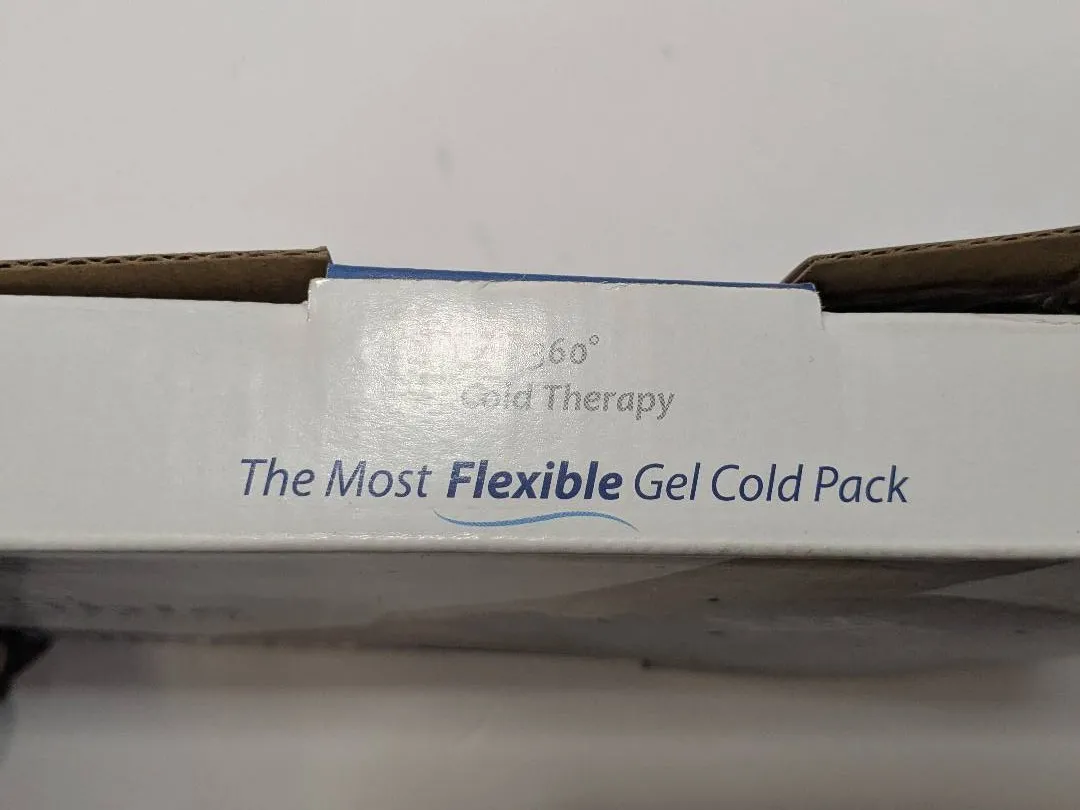 360°
Cold Therapy
The Most Flexible Gel Cold Pack